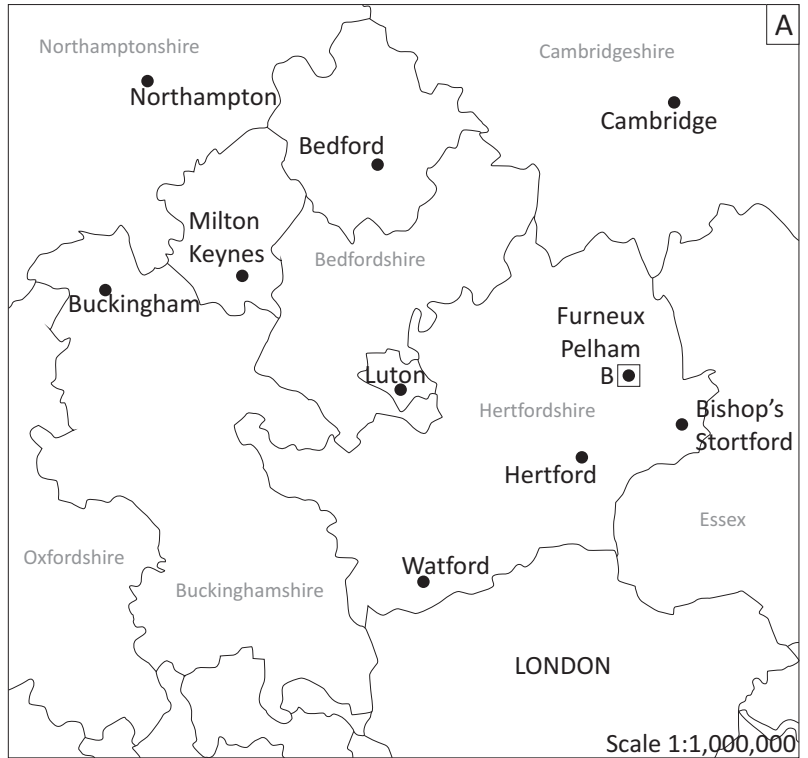 A
Northamptonshire
Cambridgeshire
Northampton
Cambridge
Bedford
Milton
Keynes
Bedfordshire
Buckingham
Furneux
Pelham
B
Luton
Hertfordshire
Bishop's
Stortford
Hertford
Essex
Oxfordshire
Watford
Buckinghamshire
LONDON
Scale 1:1,000,000